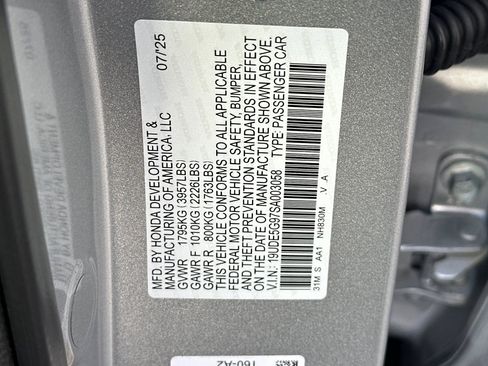 07/'25
MFD. BY HONDA DEVELOPMENT &
MANUFACTURING OF AMERICA, LLC
GVWR 1795KG (3957LBS)
GAWR F 1010KG (2226LBS)
GAWR R 800KG (1763LBS)
THIS VEHICLE CONFORMS TO ALL APPLICABLE
FEDERAL MOTOR VEHICLE SAFETY, BUMPER,
AND THEFT PREVENTION STANDARDS IN EFFECT
ON THE DATE OF MANUFACTURE SHOWN ABOVE.
V.I.N.: 19UDE5G97SA003058 TYPE: PASSENGER CAR
31M S AA1 NH830M .V .A
T60-A2